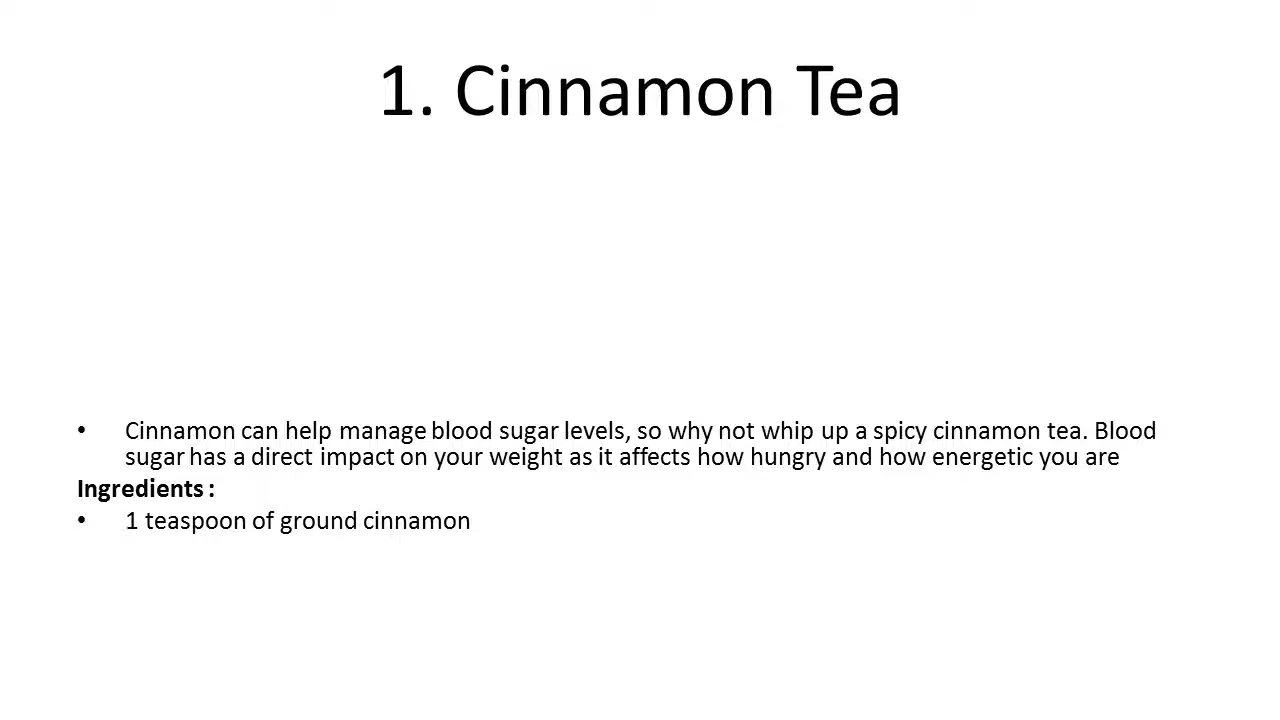 1. Cinnamon Tea
• Cinnamon can help manage blood sugar levels, so why not whip up a spicy cinnamon tea. Blood
sugar has a direct impact on your weight as it affects how hungry and how energetic you are
Ingredients :
• 1 teaspoon of ground cinnamon